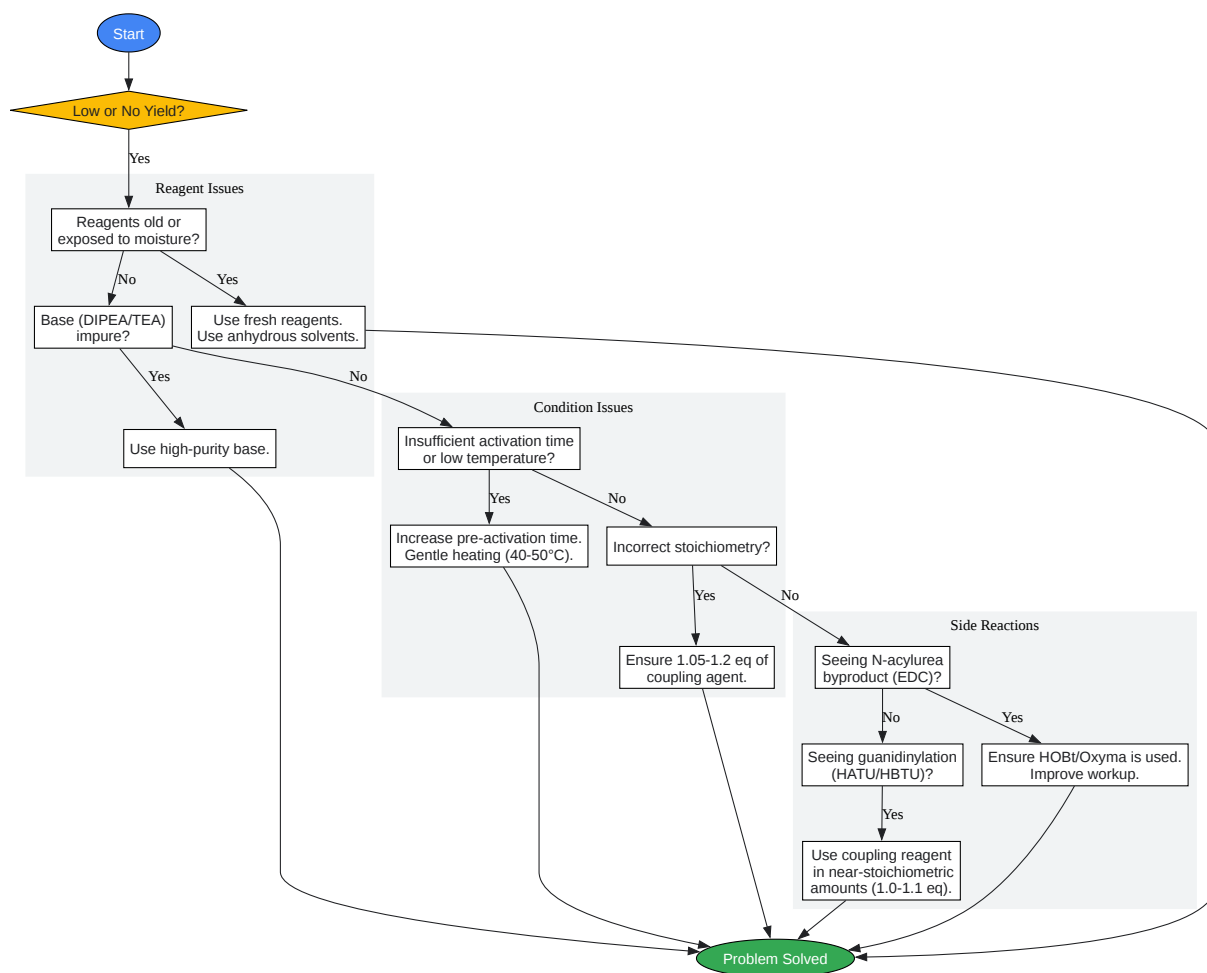 Start
Low or No Yield?
Yes
Reagent Issues
Reagents old or
exposed to moisture?
No
Yes
Base (DIPEA/TEA)
impure?
Use fresh reagents.
Use anhydrous solvents.
Yes
No
Use high-purity base.
Condition Issues
Insufficient activation time
or low temperature?
Yes
No
Increase pre-activation time.
Gentle heating (40-50°C).
Incorrect stoichiometry?
Yes
No
Ensure 1.05-1.2 eq of
coupling agent.
Side Reactions
Seeing N-acylurea
byproduct (EDC)?
No
Yes
Seeing guanidinylation
(HATU/HBTU)?
Ensure HOBt/Oxyma is used.
Improve workup.
Yes
Use coupling reagent
in near-stoichiometric
amounts (1.0-1.1 eq).
Problem Solved